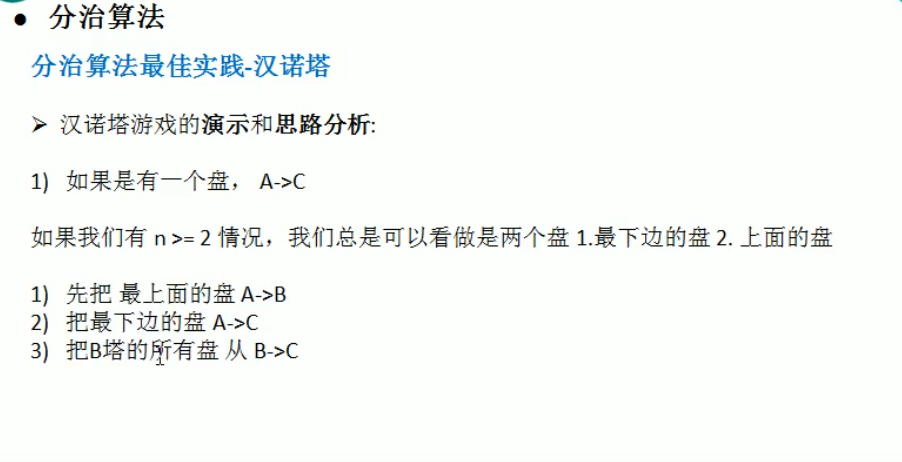 • 分治算法
分治算法最佳实践-汉诺塔
➢ 汉诺塔游戏的演示和思路分析:
1) 如果是有一个盘， A->C
如果我们有 n >= 2 情况，我们总是可以看做是两个盘 1.最下边的盘 2. 上面的盘
1) 先把 最上面的盘 A->B
2) 把最下边的盘 A->C
3) 把B塔的所有盘 从 B->C